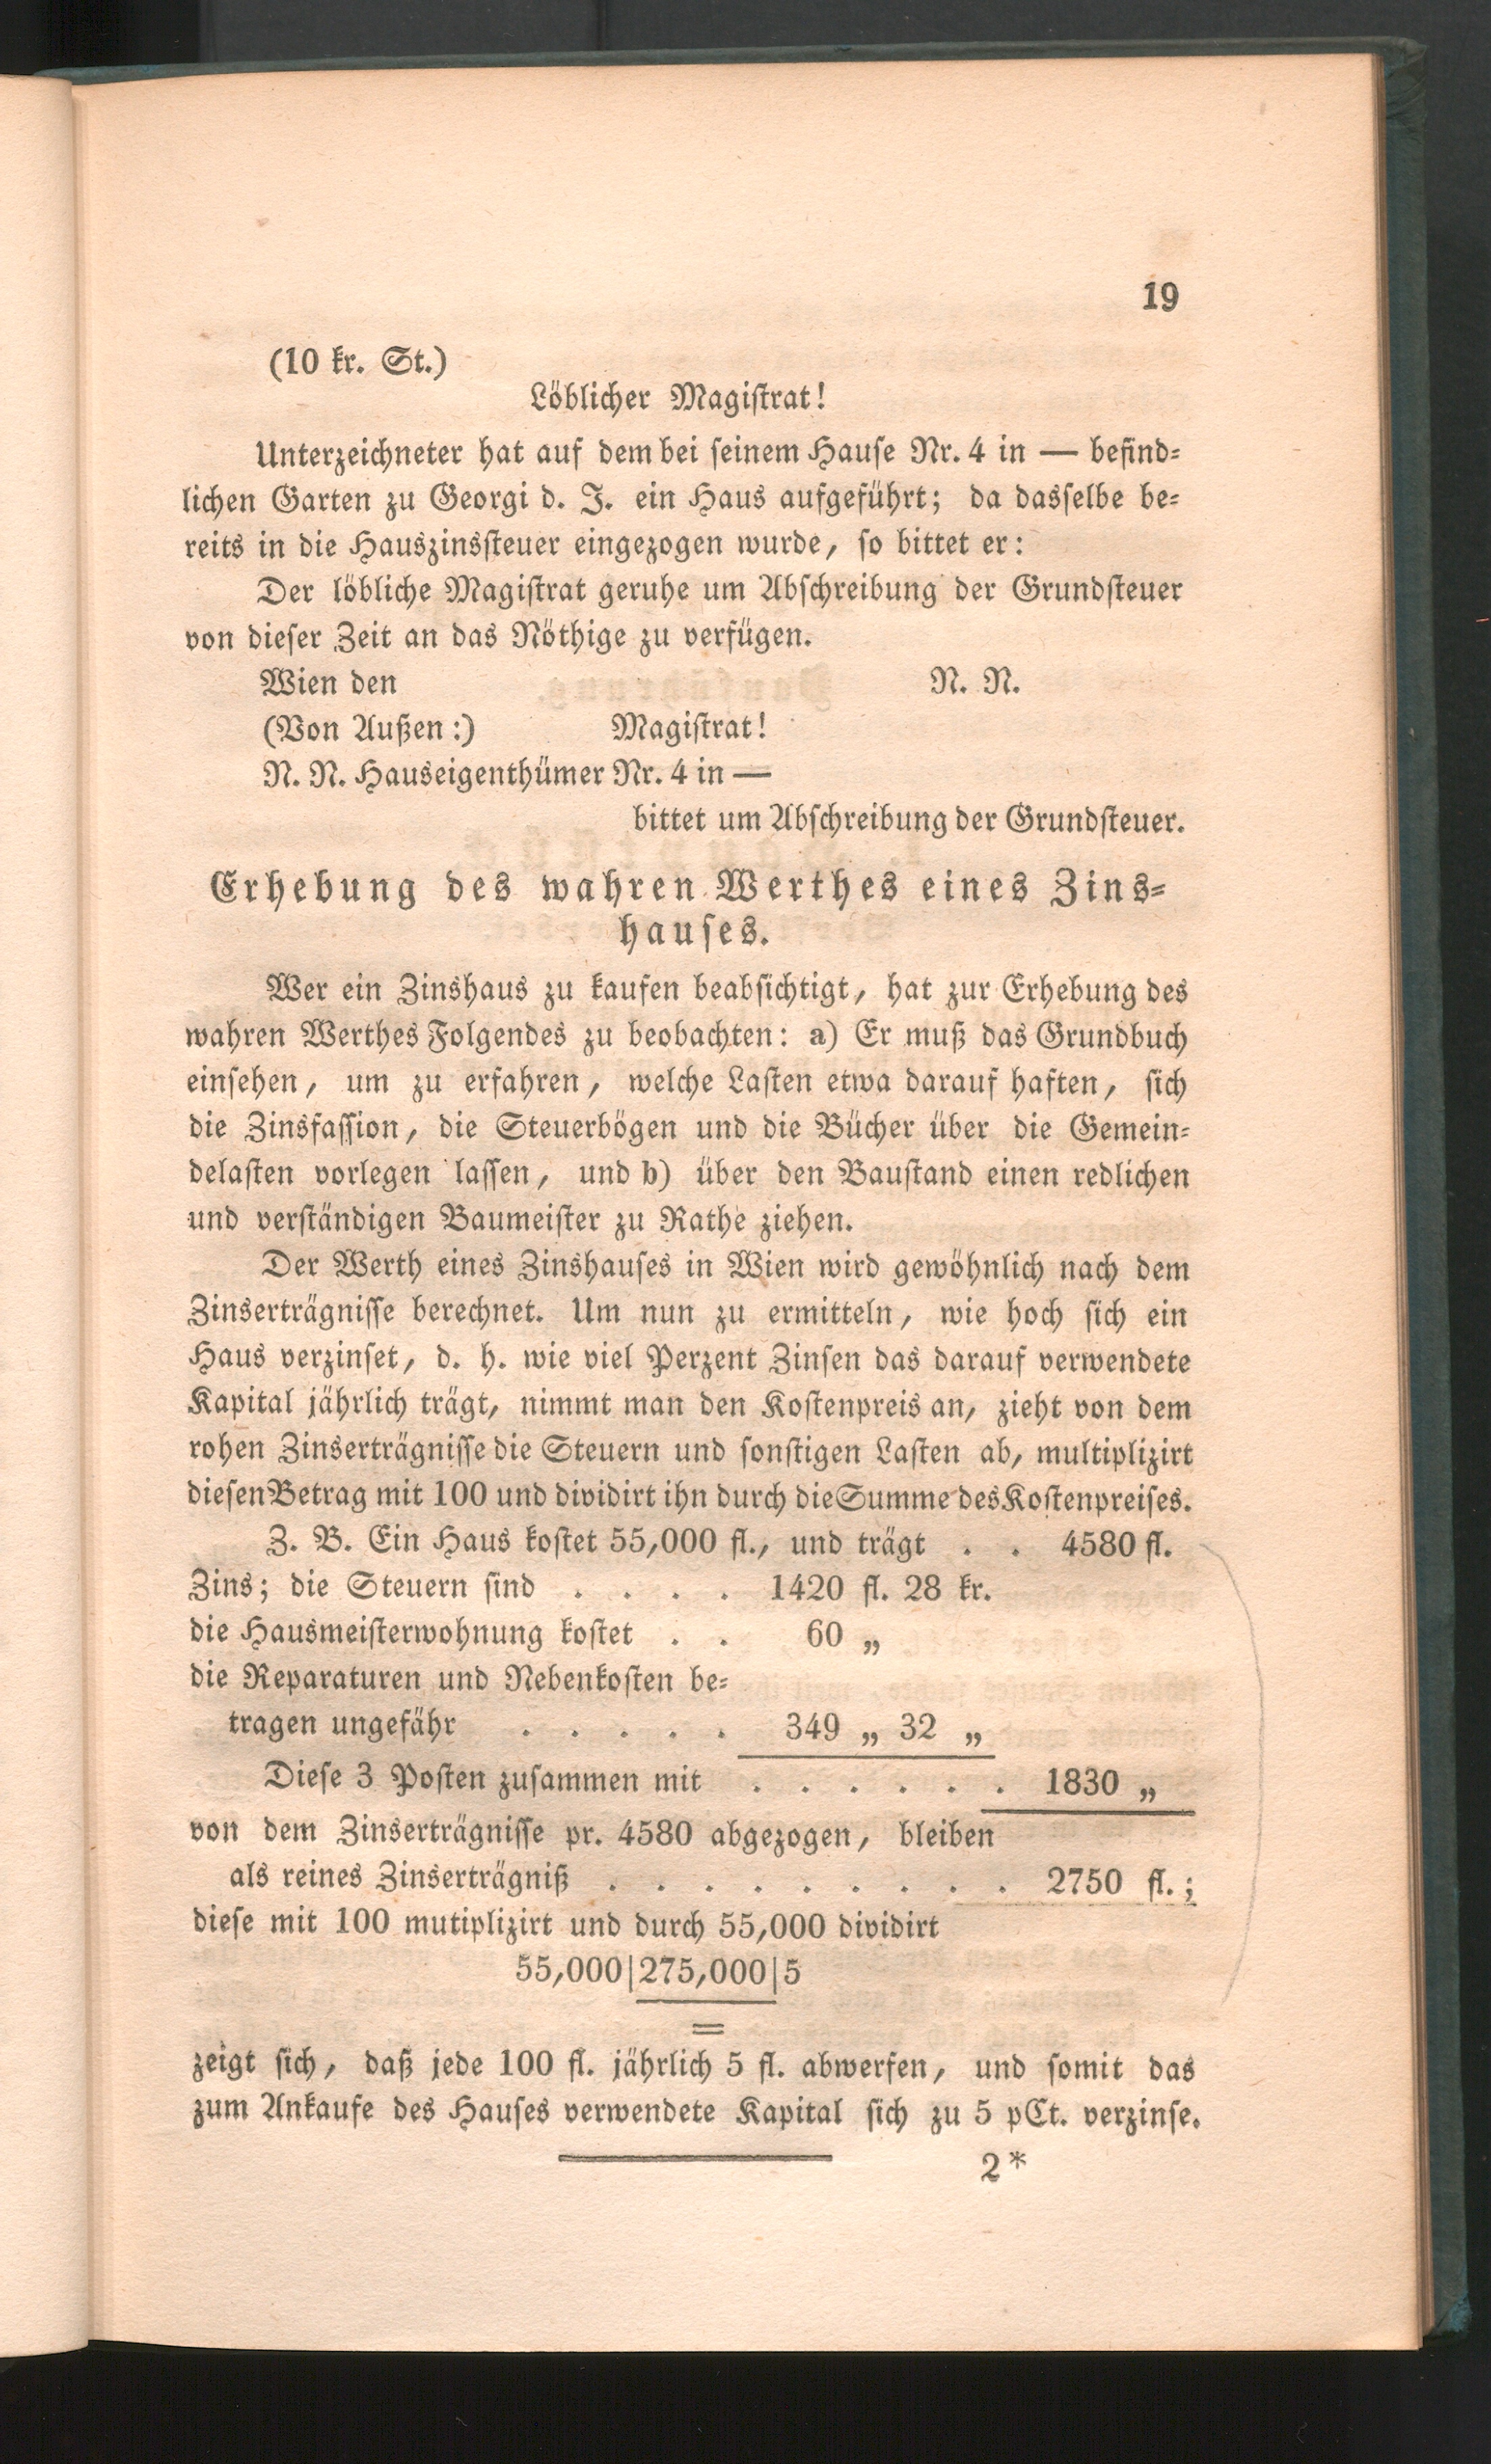 19
(10 kr. St.)
Löblicher Magistrat!
Unterzeichneter hat auf dem bei seinem Hause Nr. 4 in — befind-
lichen Garten zu Georgi d. J. ein Haus aufgeführt; da dasselbe be-
reits in die Hauszinssteuer eingezogen wurde, so bittet er:
Der löbliche Magistrat geruhe um Abschreibung der Grundsteuer
von dieser Zeit an das Nöthige zu verfügen.
Wien den N. N.
(Von Außen:) Magistrat!
N. N. Hauseigenthümer Nr. 4 in —
bittet um Abschreibung der Grundsteuer.
Erhebung des wahren Werthes eines Zins-
hauses.
Wer ein Zinshaus zu kaufen beabsichtigt, hat zur Erhebung des
wahren Werthes Folgendes zu beobachten: a) Er muß das Grundbuch
einsehen, um zu erfahren, welche Lasten etwa darauf haften, sich
die Zinsfassion, die Steuerbögen und die Bücher über die Gemein-
delasten vorlegen lassen, und b) über den Baustand einen redlichen
und verständigen Baumeister zu Rathe ziehen.
Der Werth eines Zinshauses in Wien wird gewöhnlich nach dem
Zinserträgnisse berechnet. Um nun zu ermitteln, wie hoch sich ein
Haus verzinset, d. h. wie viel Perzent Zinsen das darauf verwendete
Kapital jährlich trägt, nimmt man den Kostenpreis an, zieht von dem
rohen Zinserträgnisse die Steuern und sonstigen Lasten ab, multiplizirt
diesen Betrag mit 100 und dividirt ihn durch die Summe des Kostenpreises.
Z. B. Ein Haus kostet 55,000 fl., und trägt . . 4580 fl.
Zins; die Steuern sind . . . . 1420 fl. 28 kr.
die Hausmeisterwohnung kostet . . 60 „
die Reparaturen und Nebenkosten be-
tragen ungefähr . . . . . 349 „ 32 „
Diese 3 Posten zusammen mit . . . . . . 1830 „
von dem Zinserträgnisse pr. 4580 abgezogen, bleiben
als reines Zinserträgniß . . . . . . . . . 2750 fl.;
diese mit 100 mutiplizirt und durch 55,000 dividirt
55,000|275,000|5
=
zeigt sich, daß jede 100 fl. jährlich 5 fl. abwerfen, und somit das
zum Ankaufe des Hauses verwendete Kapital sich zu 5 pCt. verzinse.
2*